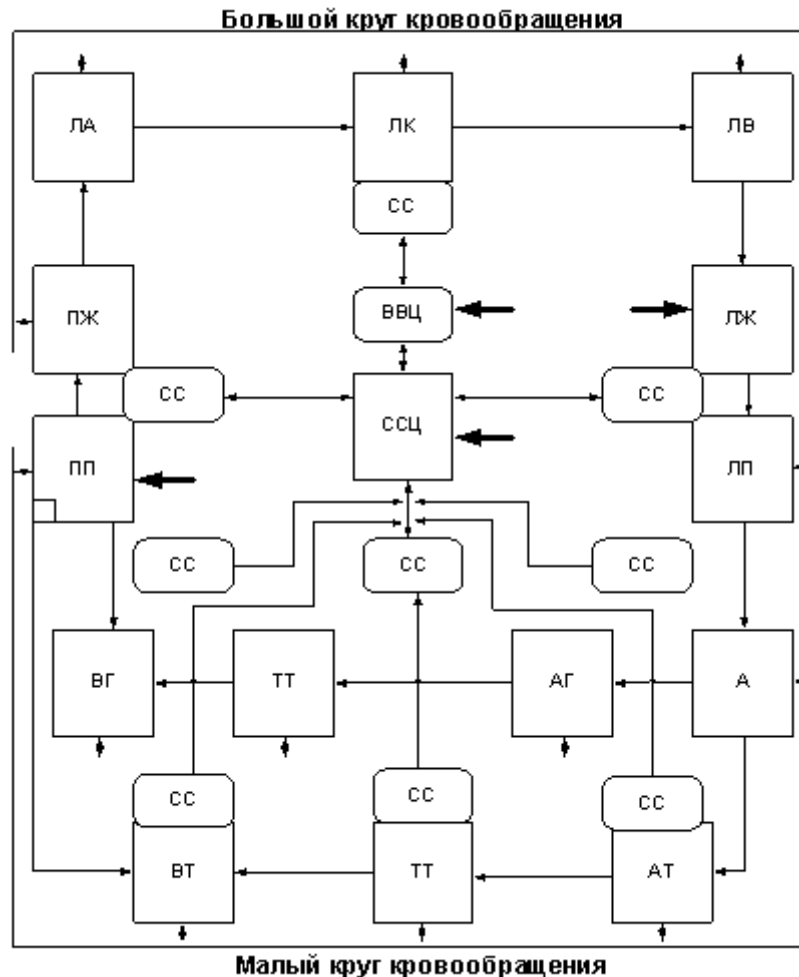 Большой круг кровообращения
ЛА
ЛК
ЛВ
СС
ПЖ
ВВЦ
ЛЖ
СС
ССЦ
СС
ПП
ЛП
СС
СС
СС
ВГ
ТТ
АГ
А
СС
СС
СС
ВТ
ТТ
АТ
Малый круг кровообращения